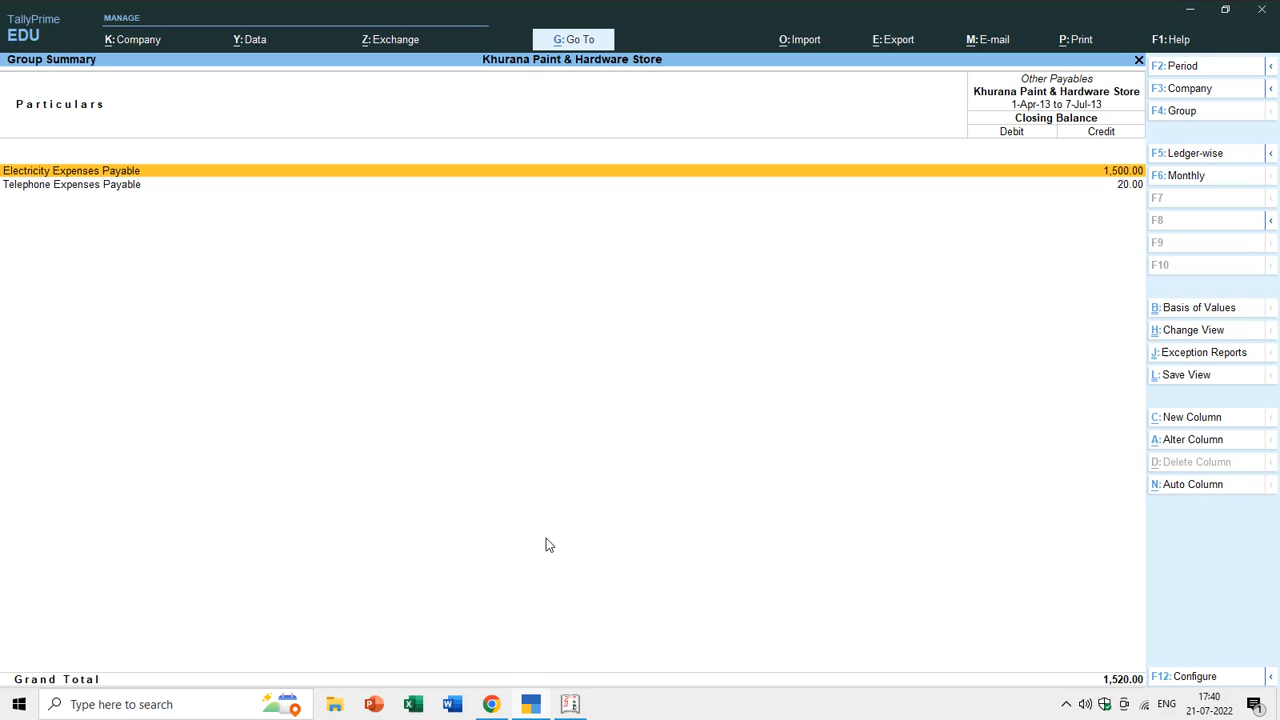 TallyPrime
EDU
MANAGE
K: Company
Y: Data
Z: Exchange
G: Go To
O: Import
E: Export
M: E-mail
P: Print
F1: Help
Group Summary
Khurana Paint & Hardware Store
Particulars
Other Payables
Khurana Paint & Hardware Store
1-Apr-13 to 7-Jul-13
Closing Balance
Debit Credit
Electricity Expenses Payable 1,500.00
Telephone Expenses Payable 20.00
Grand Total 1,520.00
F2: Period
F3: Company
F4: Group
F5: Ledger-wise
F6: Monthly
F7
F8
F9
F10
B: Basis of Values
H: Change View
J: Exception Reports
L: Save View
C: New Column
A: Alter Column
D: Delete Column
N: Auto Column
F12: Configure
Type here to search
ENG
17:40
21-07-2022